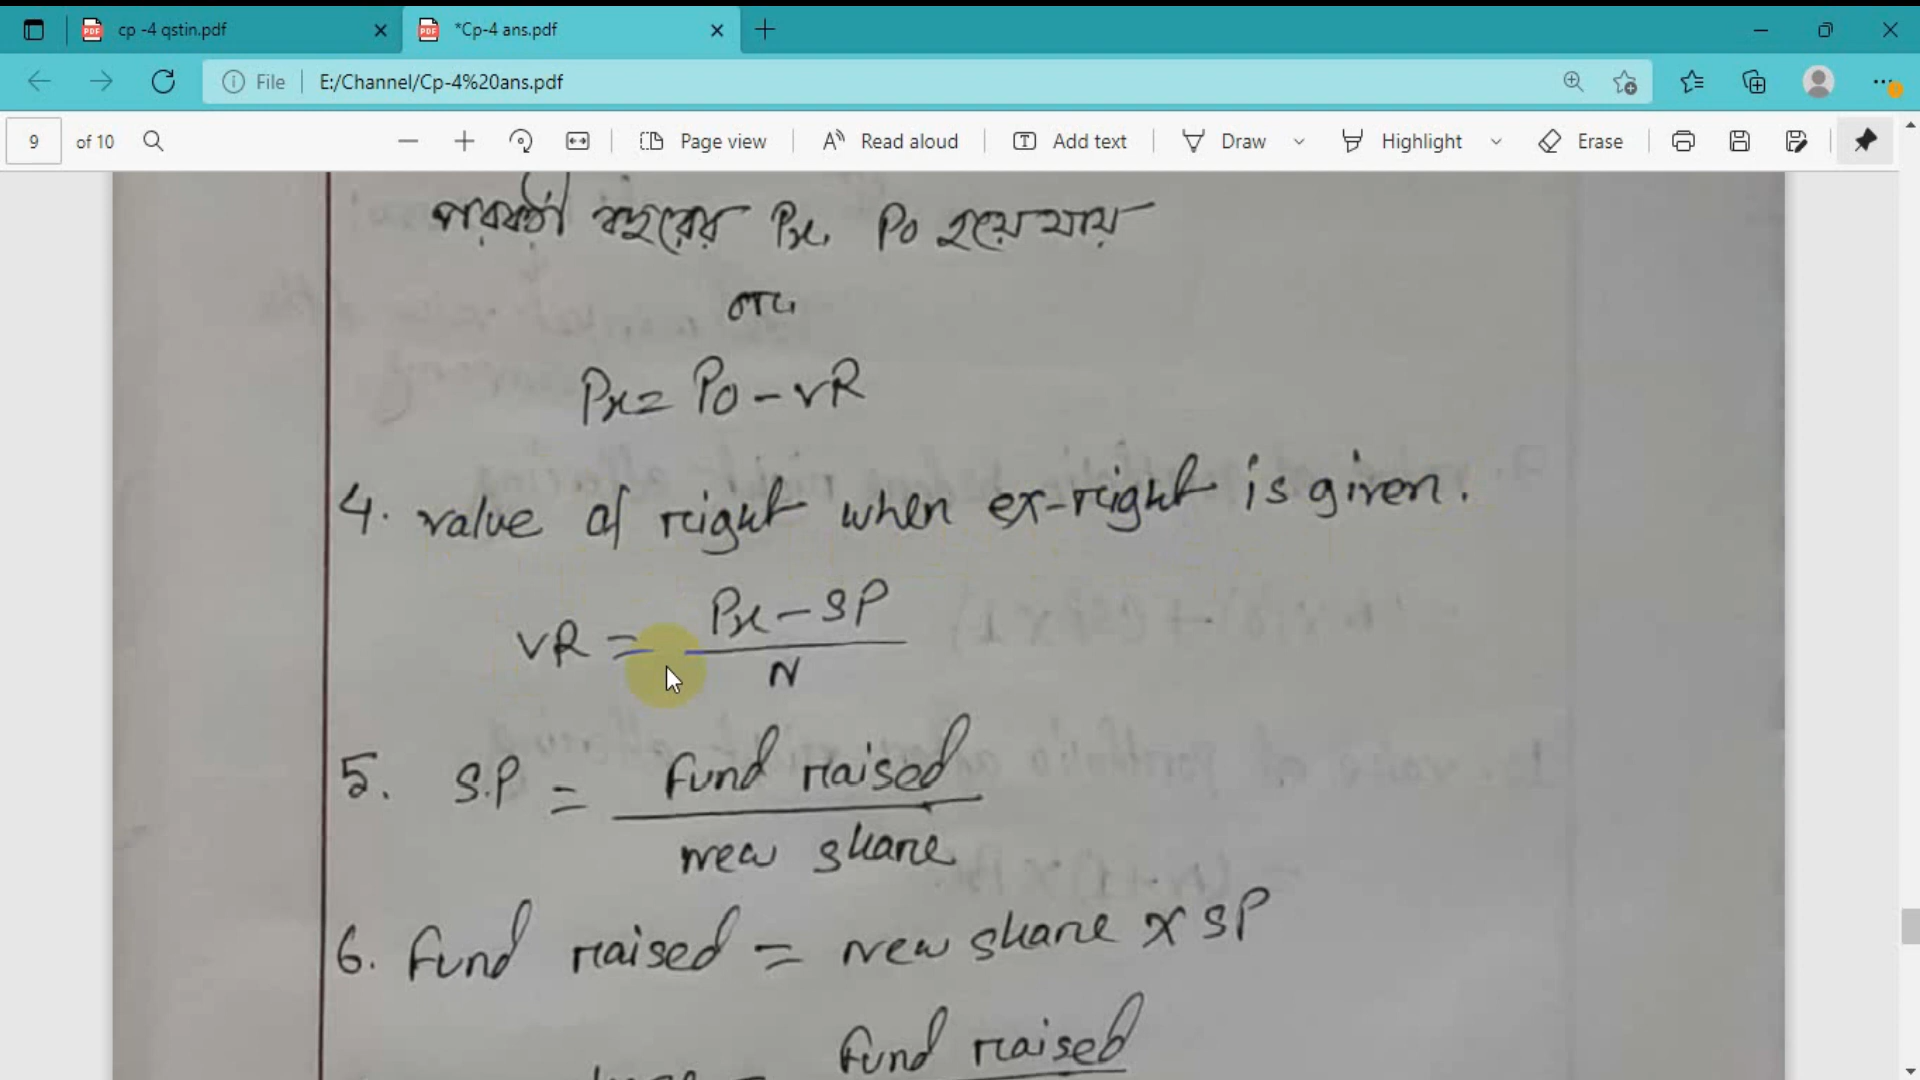 cp -4 qstin.pdf
*Cp-4 ans.pdf
File
E:/Channel/Cp-4%20ans.pdf
9 of 10
Page view
Read aloud
Add text
Draw
Highlight
Erase
পরবর্তী বছরের Px, Po হয়ে যায়
Px = Po - VR
4. value of right when ex-right is given.
VR = Px - SP
N
5. S.P = Fund raised
new share
6. Fund raised = new share x SP
Fund raised